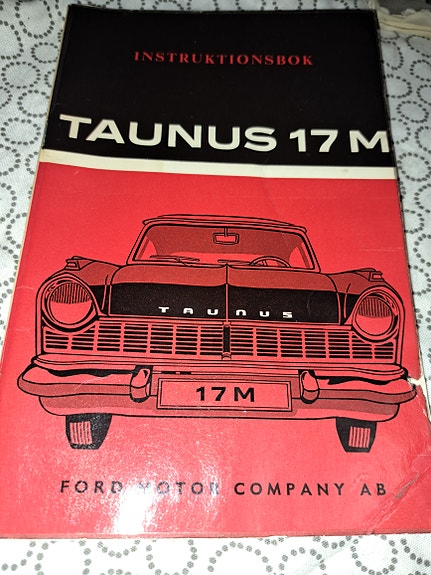 INSTRUKTIONSBOK
TAUNUS 17 M
TAUNUS
17 M
FORD MOTOR COMPANY AB